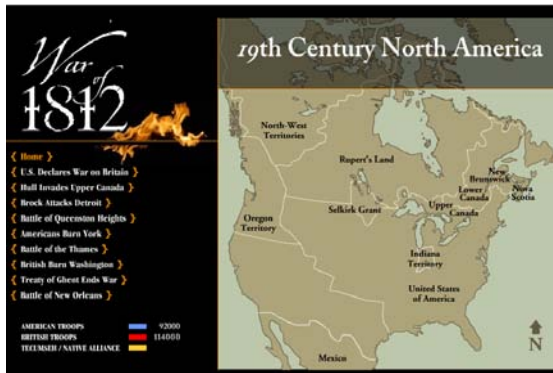 War
of
1812
Home
U.S. Declares War on Britain
Hull Invades Upper Canada
Brock Attacks Detroit
Battle of Queenston Heights
Americans Burn York
Battle of the Thames
British Burn Washington
Treaty of Ghent Ends War
Battle of New Orleans
AMERICAN TROOPS 92000
BRITISH TROOPS 114000
TECUMSEH / NATIVE ALLIANCE
19th Century North America
North-West
Territories
Rupert's Land
New
Brunswick
Lower
Canada
Nova
Scotia
Selkirk Grant
Upper
Canada
Oregon
Territory
Indiana
Territory
United States
of America
Mexico
N